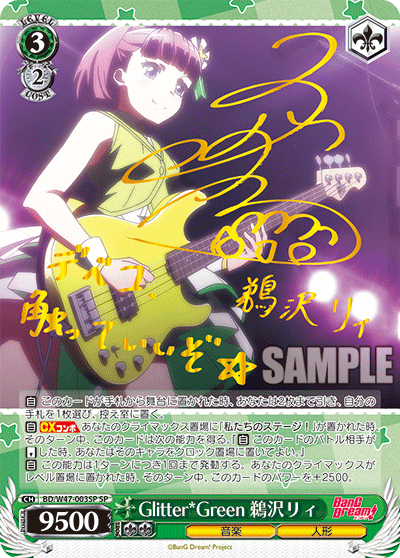 LEVEL
3
2
COST
デコ、
触っていいぞ☆
鵜沢リィ
SAMPLE
自 このカードが手札から舞台に置かれた時、あなたは2枚まで引き、自分の
手札を1枚選び、控え室に置く。
自 CXコンボ あなたのクライマックス置場に「私たちのステージ!」が置かれた時、
そのターン中、このカードは次の能力を得る。『自 このカードのバトル相手が
した時、あなたはそのキャラをクロック置場に置いてよい。』
自 この能力は1ターンにつき1回まで発動する。あなたのクライマックスが
レベル置場に置かれた時、そのターン中、このカードのパワーを+2500。
CH BD/W47-003SP SP
9500
Glitter*Green 鵜沢リィ
BanG Dream!
音楽
人形
©BanG Dream! Project